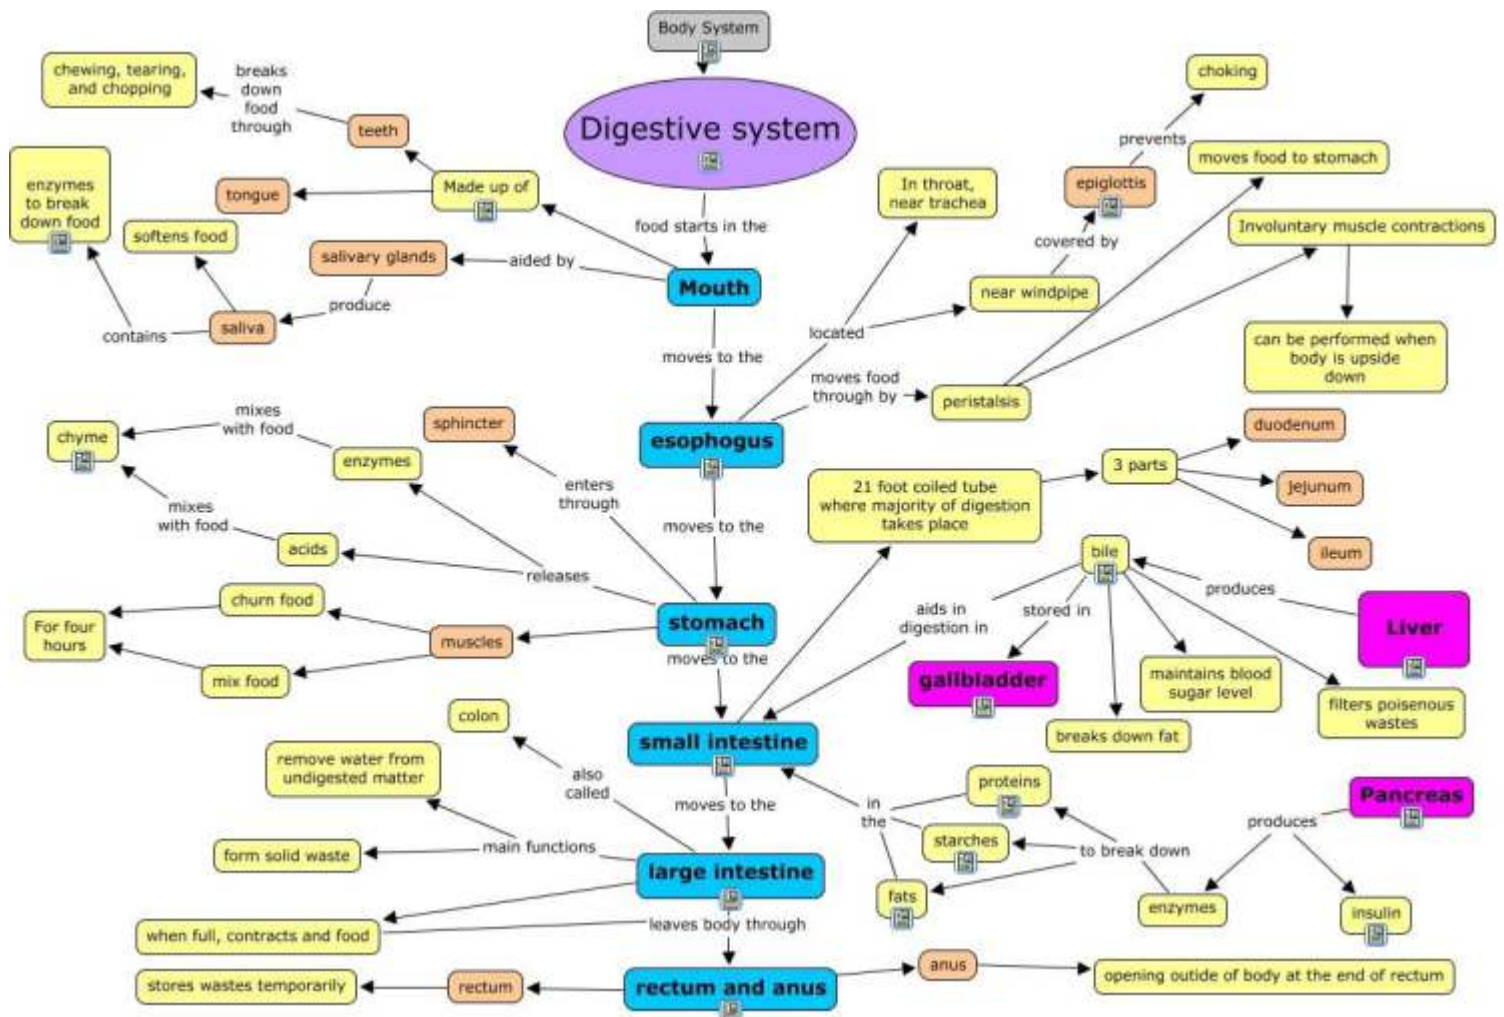 Body System
Digestive system
food starts in the
Mouth
Made up of
teeth
breaks
down
food
through
chewing, tearing,
and chopping
tongue
aided by
salivary glands
produce
saliva
softens food
contains
enzymes
to break
down food
moves to the
esophogus
located
In throat,
near trachea
near windpipe
covered by
epiglottis
prevents
choking
moves food
through by
peristalsis
moves food to stomach
Involuntary muscle contractions
can be performed when
body is upside
down
moves to the
stomach
enters
through
sphincter
releases
enzymes
mixes
with food
chyme
acids
mixes
with food
muscles
churn food
mix food
For four
hours
moves to the
small intestine
21 foot coiled tube
where majority of digestion
takes place
3 parts
duodenum
jejunum
ileum
Liver
produces
bile
aids in
digestion in
stored in
gallbladder
breaks down fat
maintains blood
sugar level
filters poisenous
wastes
Pancreas
produces
insulin
enzymes
to break down
proteins
starches
fats
in
the
moves to the
large intestine
also
called
colon
main functions
remove water from
undigested matter
form solid waste
when full, contracts and food
leaves body through
rectum and anus
rectum
stores wastes temporarily
anus
opening outide of body at the end of rectum